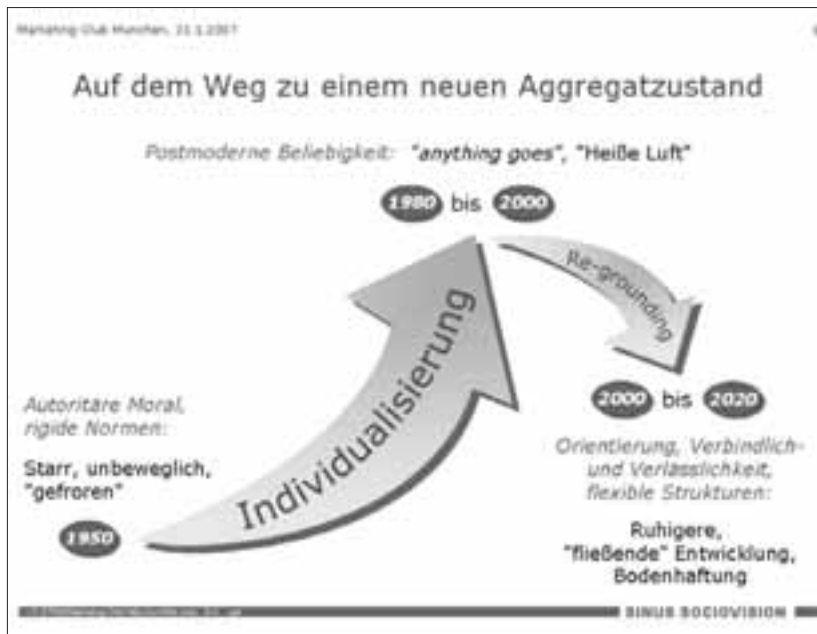 Marketing Club München, 31.1.2007
Auf dem Weg zu einem neuen Aggregatzustand
Postmoderne Beliebigkeit: "anything goes", "Heiße Luft"
1980 bis 2000
Re-grounding
Individualisierung
Autoritäre Moral,
rigide Normen:
Starr, unbeweglich,
"gefroren"
1950
2000 bis 2020
Orientierung, Verbindlich-
und Verlässlichkeit,
flexible Strukturen:
Ruhigere,
"fließende" Entwicklung,
Bodenhaftung
SINUS SOCIOVISION